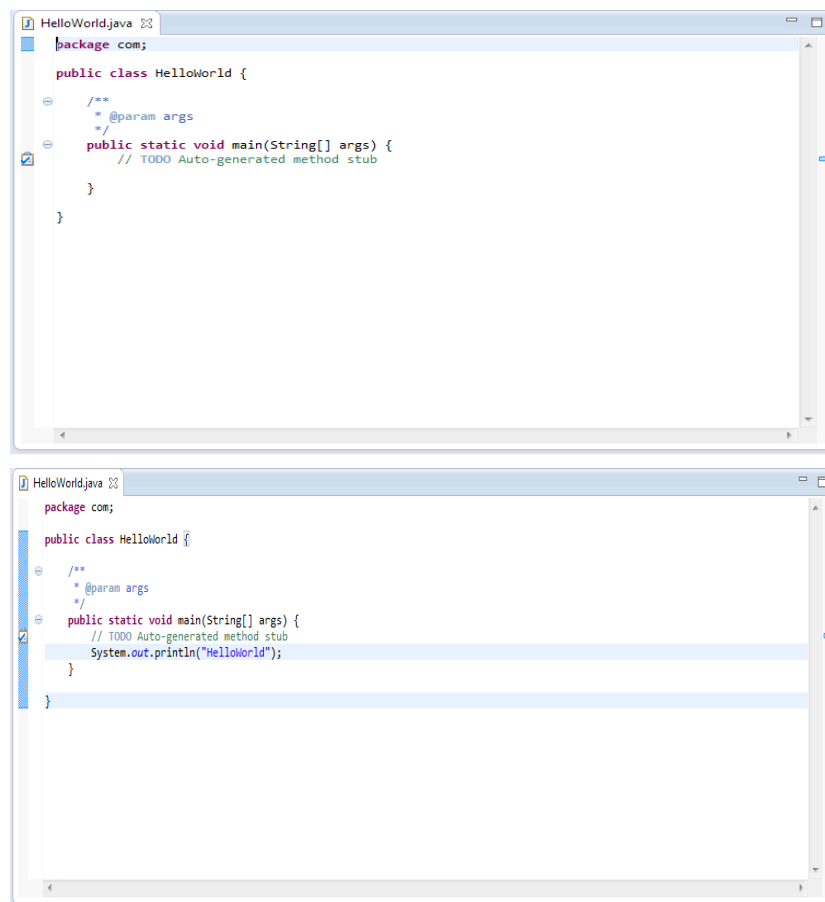 HelloWorld.java
package com;
public class HelloWorld {
/**
* @param args
*/
public static void main(String[] args) {
// TODO Auto-generated method stub
}
}
HelloWorld.java
package com;
public class HelloWorld {
/**
* @param args
*/
public static void main(String[] args) {
// TODO Auto-generated method stub
System.out.println("HelloWorld");
}
}